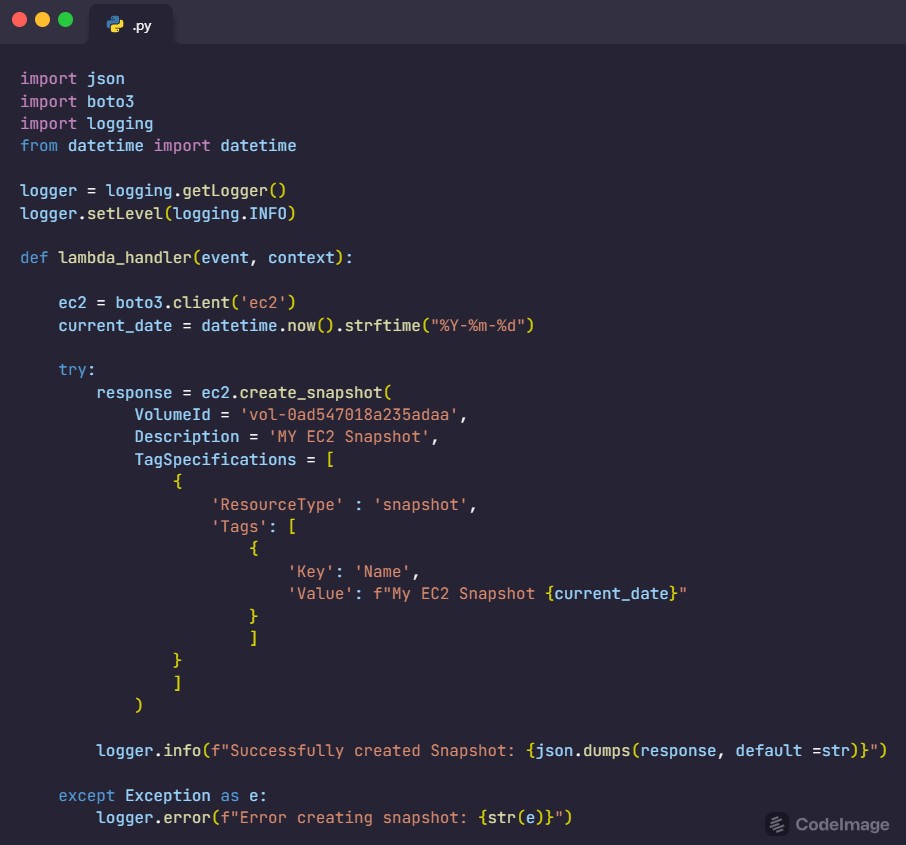 .py
import json
import boto3
import logging
from datetime import datetime
logger = logging.getLogger()
logger.setLevel(logging.INFO)
def lambda_handler(event, context):
ec2 = boto3.client('ec2')
current_date = datetime.now().strftime("%Y-%m-%d")
try:
response = ec2.create_snapshot(
VolumeId = 'vol-0ad547018a235adaa',
Description = 'MY EC2 Snapshot',
TagSpecifications = [
{
'ResourceType' : 'snapshot',
'Tags': [
{
'Key': 'Name',
'Value': f"My EC2 Snapshot {current_date}"
}
]
}
]
)
logger.info(f"Successfully created Snapshot: {json.dumps(response, default =str)}")
except Exception as e:
logger.error(f"Error creating snapshot: {str(e)}")
CodeImage